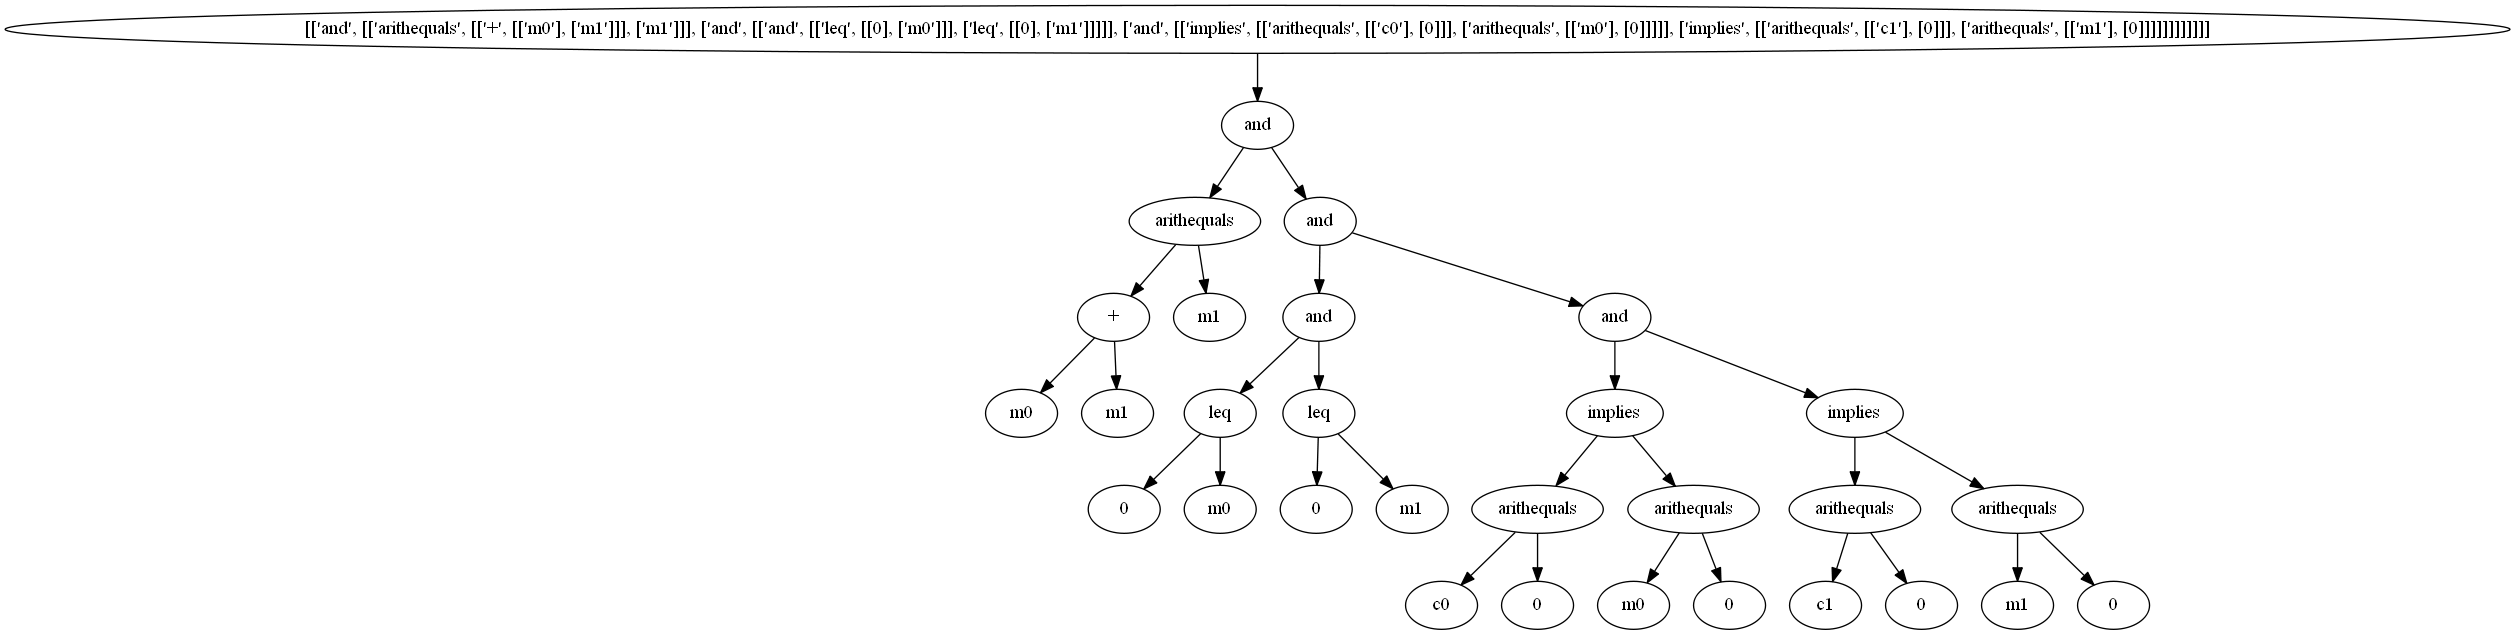 [['and', [['arithequals', [['+', [['m0'], ['m1']]], ['m1']]], ['and', [['and', [['leq', [[0], ['m0']]], ['leq', [[0], ['m1']]]]], ['and', [['implies', [['arithequals', [['c0'], [0]]], ['arithequals', [['m0'], [0]]]]], ['implies', [['arithequals', [['c1'], [0]]], ['arithequals', [['m1'], [0]]]]]]]]]]]]
and
arithequals and
+ m1 and and
m0 m1 leq leq implies implies
0 m0 0 m1 arithequals arithequals arithequals arithequals
c0 0 m0 0 c1 0 m1 0